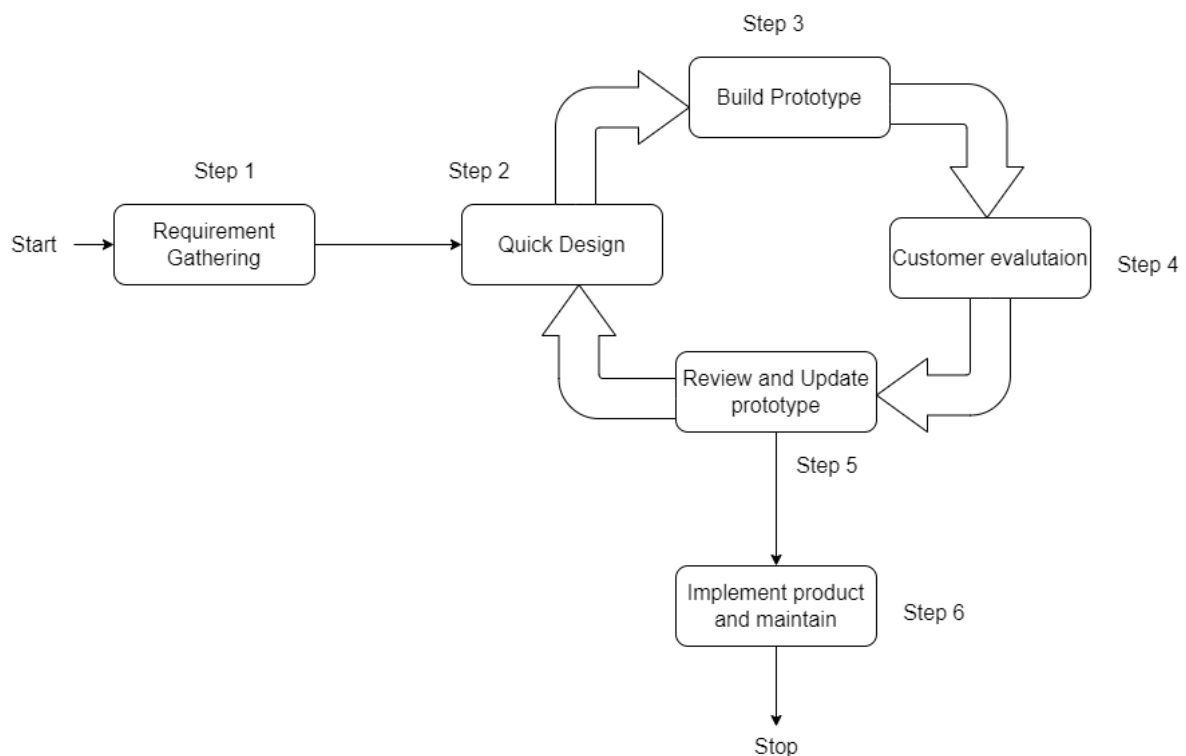 Step 3
Build Prototype
Step 1
Step 2
Start
Requirement
Gathering
Quick Design
Customer evalutaion
Step 4
Review and Update
prototype
Step 5
Implement product
and maintain
Step 6
Stop